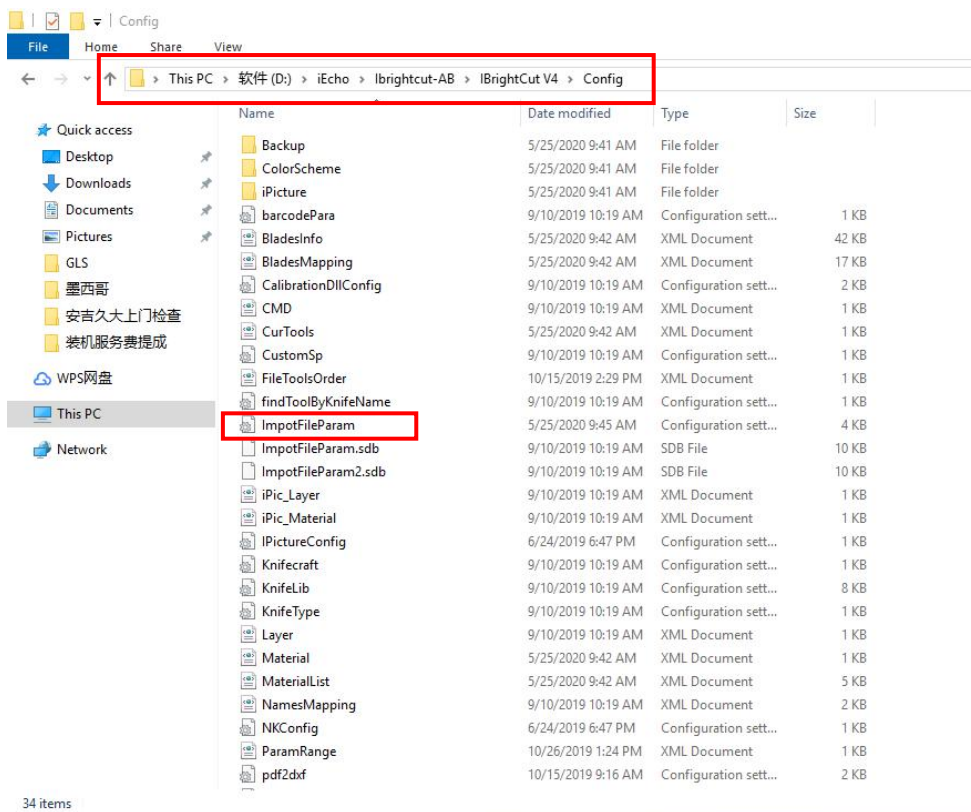 Config
File Home Share View
This PC > 软件 (D:) > iEcho > Ibrightcut-AB > IBrightCut V4 > Config
Name Date modified Type Size
Quick access
Desktop
Downloads
Documents
Pictures
GLS
墨西哥
安吉久大上门检查
装机服务费提成
WPS网盘
This PC
Network
Backup 5/25/2020 9:41 AM File folder
ColorScheme 5/25/2020 9:41 AM File folder
iPicture 5/25/2020 9:41 AM File folder
barcodePara 9/10/2019 10:19 AM Configuration sett... 1 KB
BladesInfo 5/25/2020 9:42 AM XML Document 42 KB
BladesMapping 5/25/2020 9:42 AM XML Document 17 KB
CalibrationDllConfig 9/10/2019 10:19 AM Configuration sett... 2 KB
CMD 9/10/2019 10:19 AM XML Document 1 KB
CurTools 5/25/2020 9:42 AM XML Document 1 KB
CustomSp 9/10/2019 10:19 AM Configuration sett... 1 KB
FileToolsOrder 10/15/2019 2:29 PM XML Document 1 KB
findToolByKnifeName 9/10/2019 10:19 AM Configuration sett... 1 KB
ImpotFileParam 5/25/2020 9:45 AM Configuration sett... 4 KB
ImpotFileParam.sdb 9/10/2019 10:19 AM SDB File 10 KB
ImpotFileParam2.sdb 9/10/2019 10:19 AM SDB File 10 KB
iPic_Layer 9/10/2019 10:19 AM XML Document 1 KB
iPic_Material 9/10/2019 10:19 AM XML Document 1 KB
IPictureConfig 6/24/2019 6:47 PM Configuration sett... 1 KB
Knifecraft 9/10/2019 10:19 AM Configuration sett... 1 KB
KnifeLib 9/10/2019 10:19 AM Configuration sett... 8 KB
KnifeType 9/10/2019 10:19 AM Configuration sett... 1 KB
Layer 9/10/2019 10:19 AM XML Document 1 KB
Material 5/25/2020 9:42 AM XML Document 1 KB
MaterialList 5/25/2020 9:42 AM XML Document 5 KB
NamesMapping 9/10/2019 10:19 AM XML Document 2 KB
NKConfig 6/24/2019 6:47 PM Configuration sett... 1 KB
ParamRange 10/26/2019 1:24 PM XML Document 1 KB
pdf2dxf 10/15/2019 9:16 AM Configuration sett... 2 KB
34 items